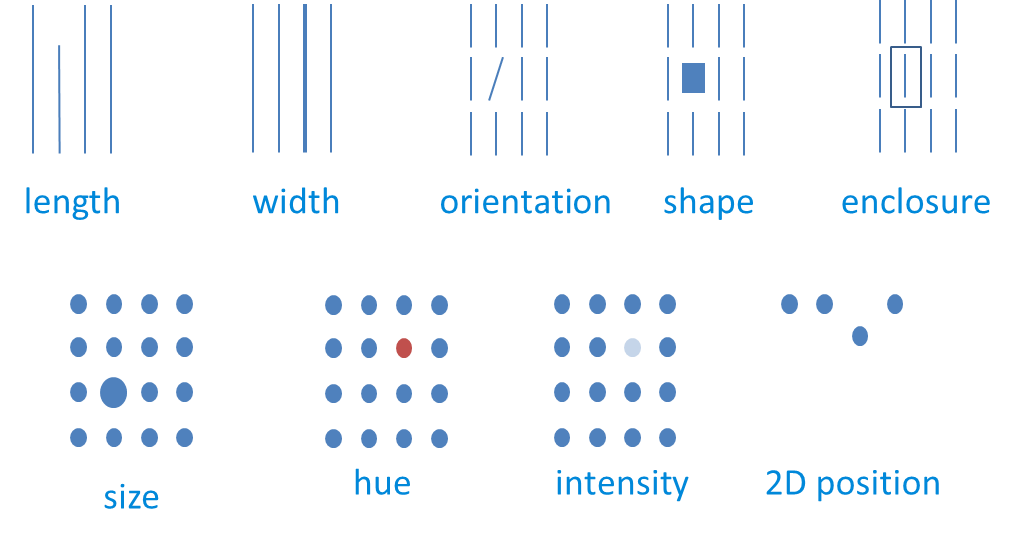 length
width
orientation
shape
enclosure
size
hue
intensity
2D position